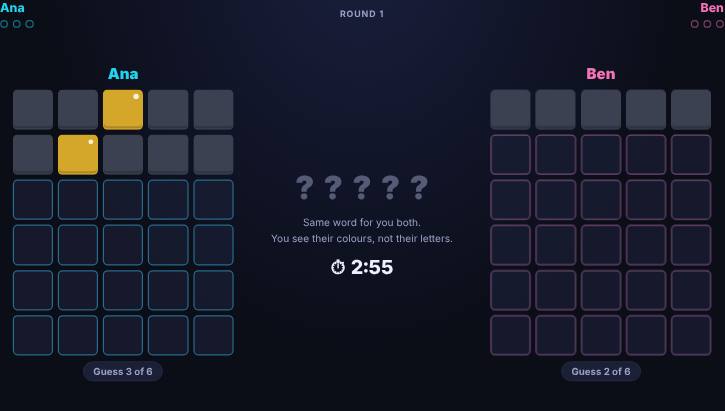 Ana
ROUND 1
Ben
Ana
Ben
? ? ? ? ?
Same word for you both.
You see their colours, not their letters.
⏱ 2:55
Guess 3 of 6
Guess 2 of 6